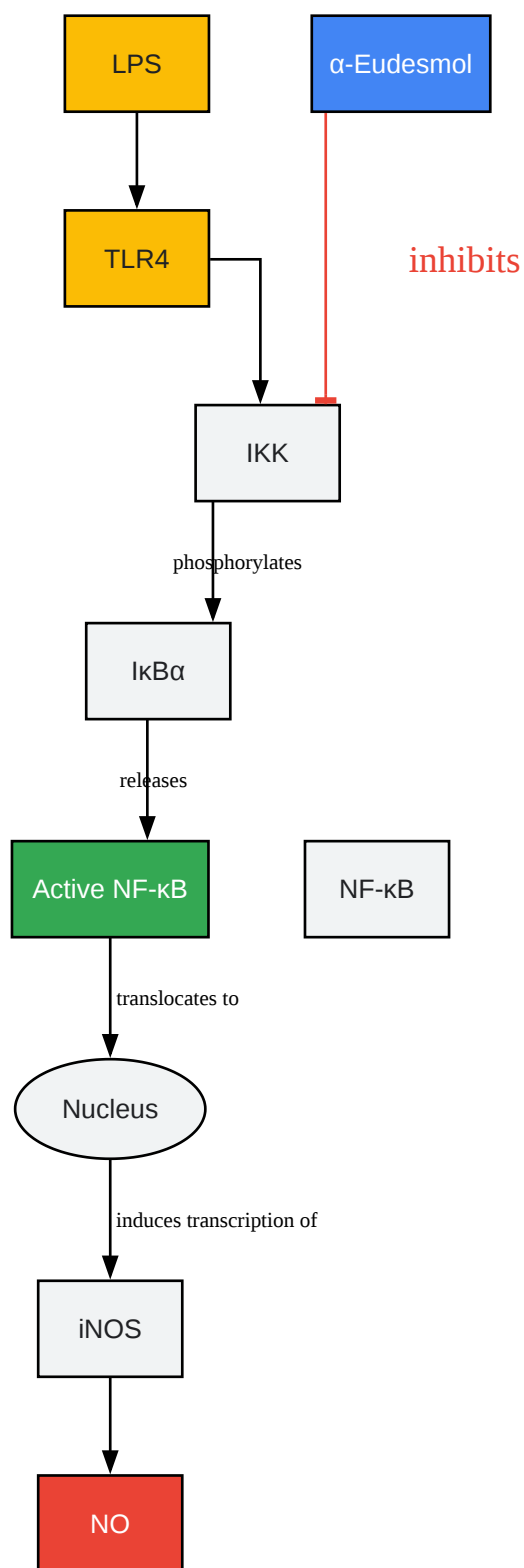 LPS
α-Eudesmol
TLR4
inhibits
IKK
phosphorylates
IκBα
releases
Active NF-κB
NF-κB
translocates to
Nucleus
induces transcription of
iNOS
NO